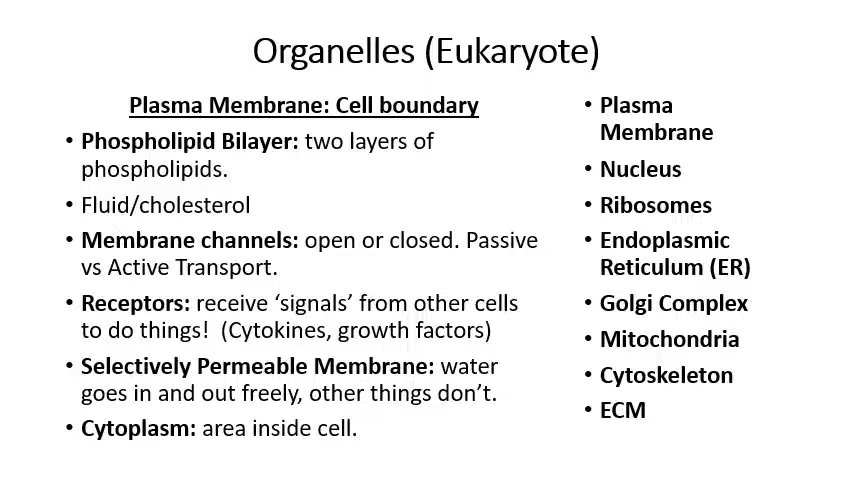 Organelles (Eukaryote)
Plasma Membrane: Cell boundary
• Phospholipid Bilayer: two layers of
phospholipids.
• Fluid/cholesterol
• Membrane channels: open or closed. Passive
vs Active Transport.
• Receptors: receive ‘signals’ from other cells
to do things!  (Cytokines, growth factors)
• Selectively Permeable Membrane: water
goes in and out freely, other things don’t.
• Cytoplasm: area inside cell.
• Plasma
Membrane
• Nucleus
• Ribosomes
• Endoplasmic
Reticulum (ER)
• Golgi Complex
• Mitochondria
• Cytoskeleton
• ECM